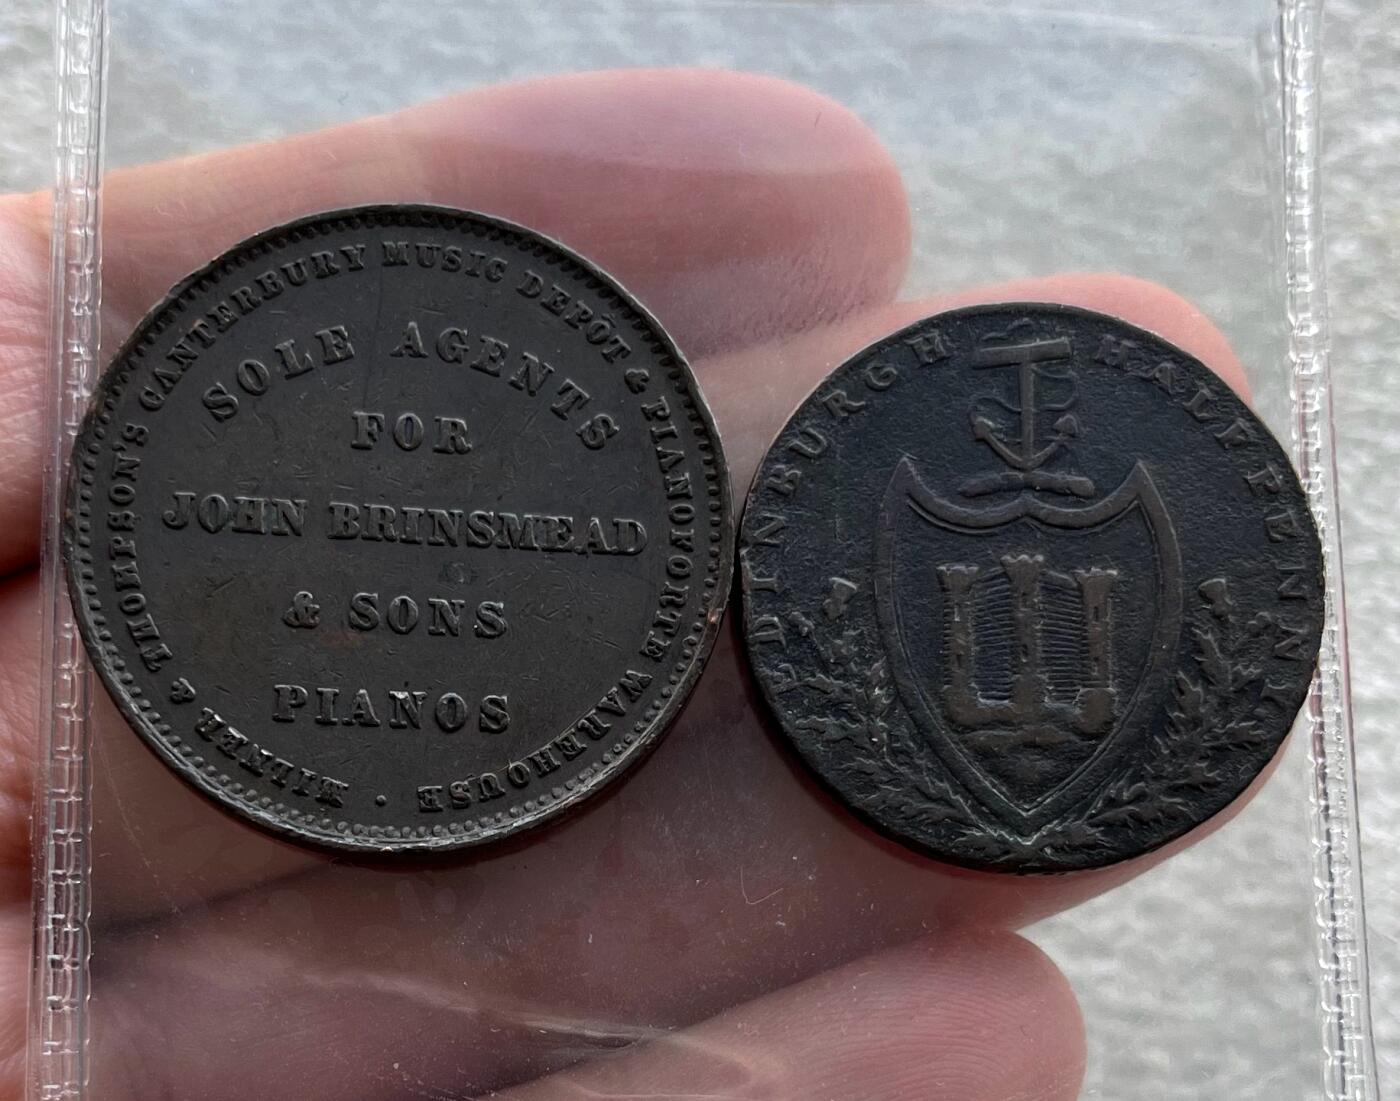 MILNER & THOMPSON'S CANTERBURY MUSIC DEPÔT & PIANOFORTE WAREHOUSE ·
SOLE AGENTS
FOR
JOHN BRINSMEAD
& SONS
PIANOS
EDINBURGH HALFPENNY